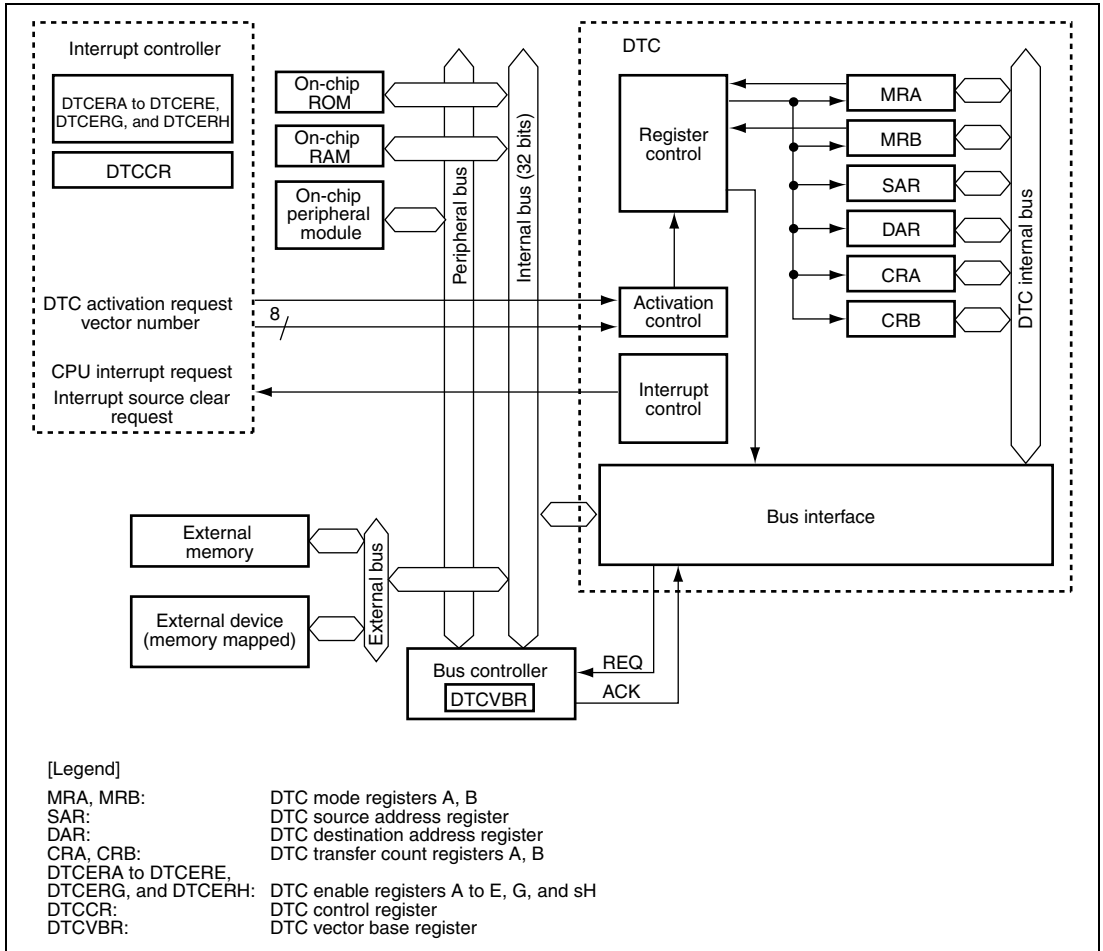 Interrupt controller
DTCERA to DTCERE,
DTCERG, and DTCERH
DTCCR
DTC activation request
vector number
8
CPU interrupt request
Interrupt source clear
request
On-chip
ROM
On-chip
RAM
On-chip
peripheral
module
Peripheral bus
Internal bus (32 bits)
DTC
Register
control
Activation
control
Interrupt
control
MRA
MRB
SAR
DAR
CRA
CRB
DTC internal bus
Bus interface
External
memory
External device
(memory mapped)
External bus
Bus controller
DTCVBR
REQ
ACK
[Legend]
MRA, MRB: DTC mode registers A, B
SAR: DTC source address register
DAR: DTC destination address register
CRA, CRB: DTC transfer count registers A, B
DTCERA to DTCERE,
DTCERG, and DTCERH: DTC enable registers A to E, G, and sH
DTCCR: DTC control register
DTCVBR: DTC vector base register